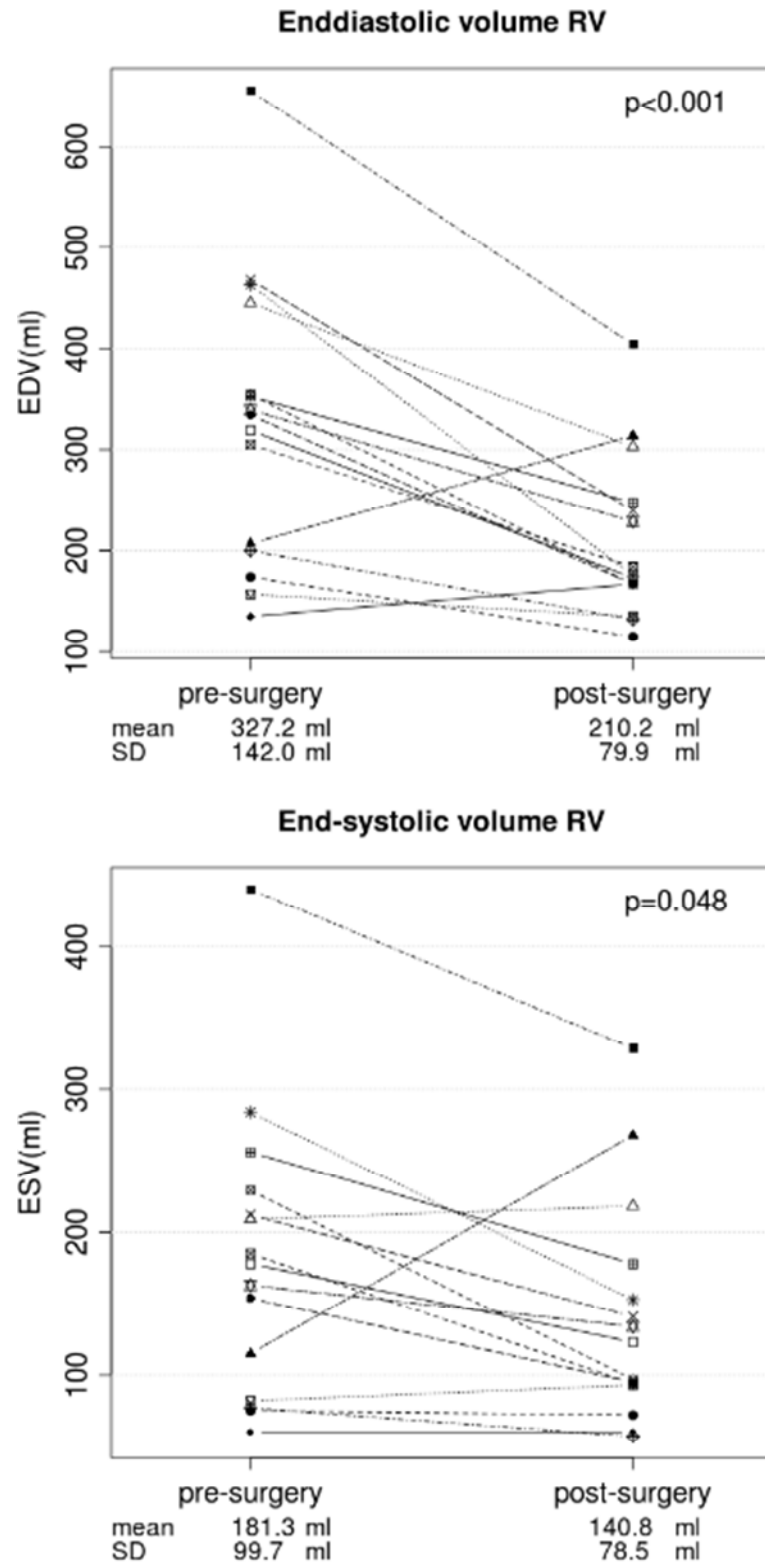 Enddiastolic volume RV
p<0.001
EDV(ml)
600
500
400
300
200
100
pre-surgery post-surgery
mean 327.2 ml 210.2 ml
SD 142.0 ml 79.9 ml
End-systolic volume RV
p=0.048
ESV(ml)
400
300
200
100
pre-surgery post-surgery
mean 181.3 ml 140.8 ml
SD 99.7 ml 78.5 ml